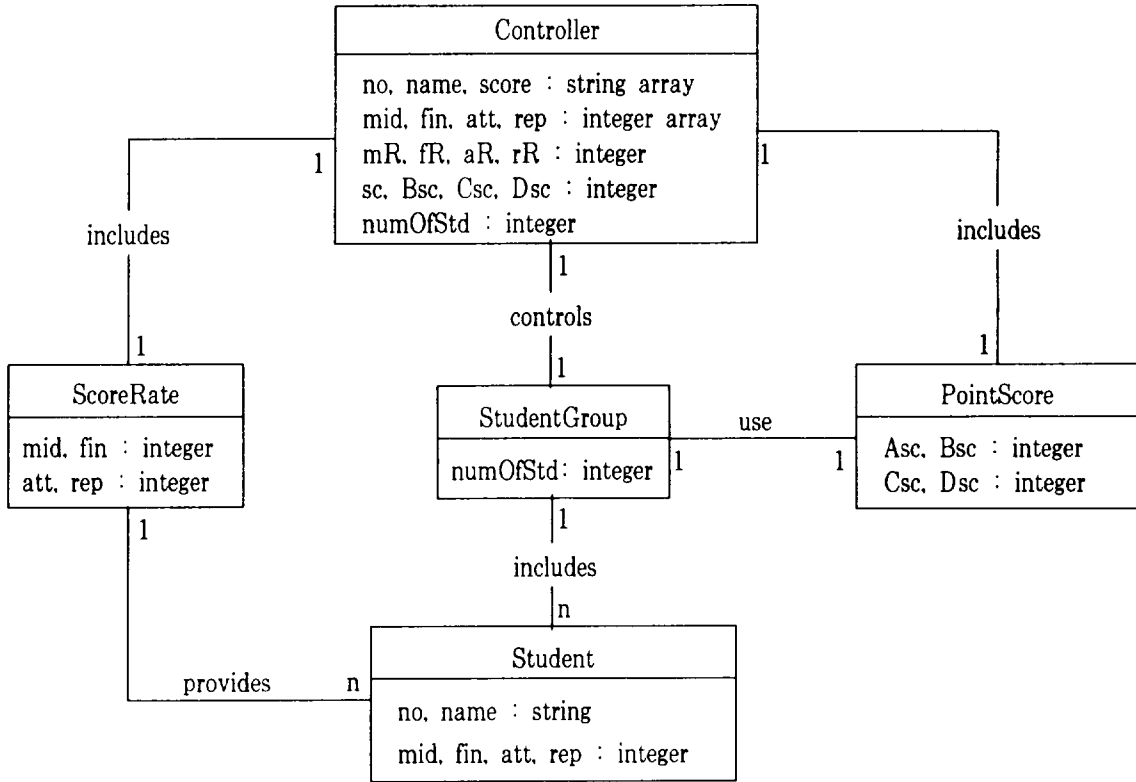 Controller
no, name, score : string array
mid, fin, att, rep : integer array
mR, fR, aR, rR : integer
sc, Bsc, Csc, Dsc : integer
numOfStd : integer
1
1
includes
includes
1
controls
1
1
1
ScoreRate
mid, fin : integer
att, rep : integer
StudentGroup
numOfStd: integer
use
1
1
PointScore
Asc, Bsc : integer
Csc, Dsc : integer
1
1
includes
n
provides
n
Student
no, name : string
mid, fin, att, rep : integer